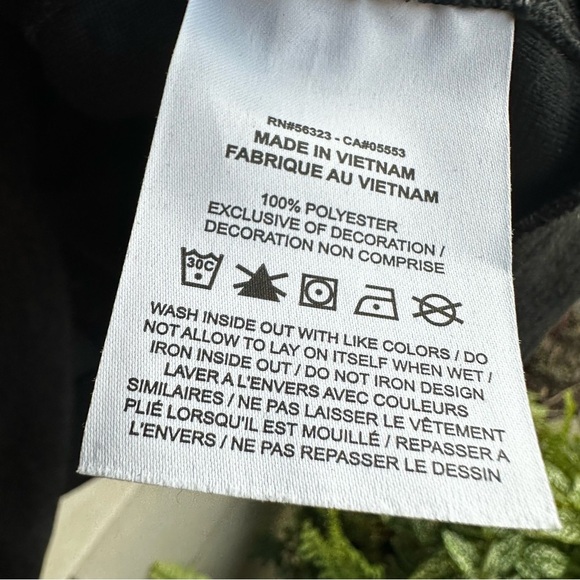 RN#56323 - CA#05553
MADE IN VIETNAM
FABRIQUE AU VIETNAM
100% POLYESTER
EXCLUSIVE OF DECORATION /
DECORATION NON COMPRISE
30C
WASH INSIDE OUT WITH LIKE COLORS / DO
NOT ALLOW TO LAY ON ITSELF WHEN WET /
IRON INSIDE OUT / DO NOT IRON DESIGN
LAVER A L'ENVERS AVEC COULEURS
SIMILAIRES / NE PAS LAISSER LE VÊTEMENT
PLIÉ LORSQU'IL EST MOUILLÉ / REPASSER A
L'ENVERS / NE PAS REPASSER LE DESSIN